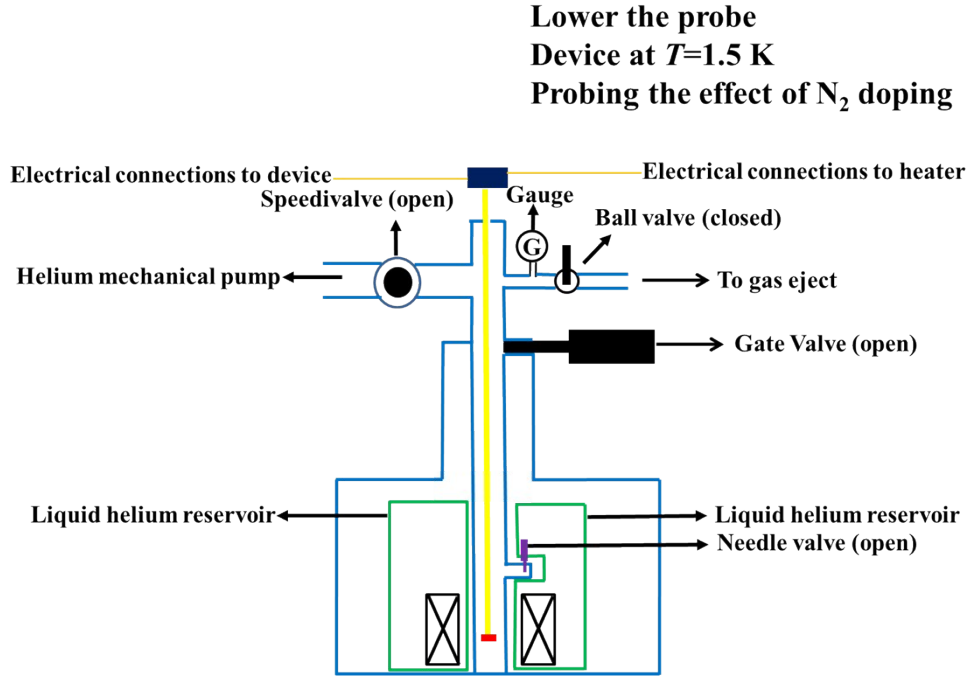 Lower the probe
Device at T=1.5 K
Probing the effect of N₂ doping
Electrical connections to device
Electrical connections to heater
Speedivalve (open)
Gauge
Ball valve (closed)
G
Helium mechanical pump
To gas eject
Gate Valve (open)
Liquid helium reservoir
Liquid helium reservoir
Needle valve (open)